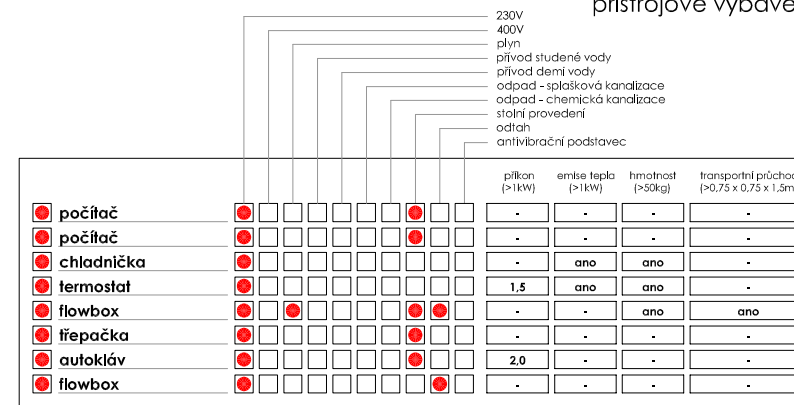 přístrojové vybave
230V
400V
plyn
přívod studené vody
přívod demi vody
odpad - splašková kanalizace
odpad - chemická kanalizace
stolní provedení
odtah
antivibrační podstavec
příkon emise tepla hmotnost transportní průchod
(>1kW) (>1kW) (>50kg) (>0,75 x 0,75 x 1,5m
počítač - - - -
počítač - - - -
chladnička - ano ano -
termostat 1,5 ano ano -
flowbox - - ano ano
třepačka - - - -
autokláv 2,0 - - -
flowbox - - - -